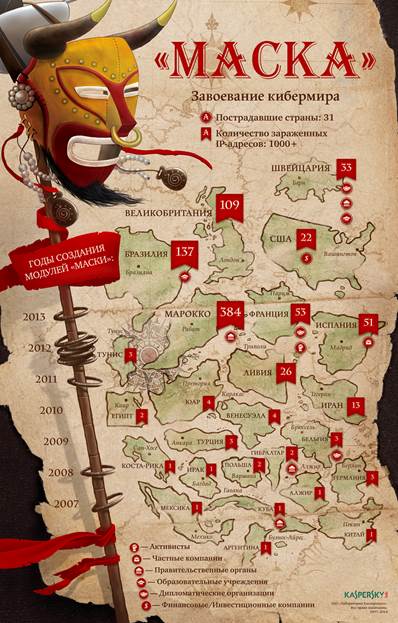 «МАСКА»
Завоевание кибермира
Пострадавшие страны: 31
Количество зараженных
IP-адресов: 1000+
ШВЕЙЦАРИЯ 33
Берн
ВЕЛИКОБРИТАНИЯ 109
Лондон
США 22
Вашингтон
БРАЗИЛИЯ 137
Бразилиа
ГОДЫ СОЗДАНИЯ
МОДУЛЕЙ «МАСКИ»:
2013
2012
2011
2010
2009
2008
2007
Париж
МАРОККО 384
Рабат
ФРАНЦИЯ 53
ИСПАНИЯ 51
Мадрид
Тунис
ТУНИС 3
Триполи
ЛИВИЯ 26
Претория
ЮАР 4
Каракас
ВЕНЕСУЭЛА 4
Тегеран
ИРАН 13
Каир
ЕГИПЕТ 2
Брюссель
БЕЛЬГИЯ 3
Анкара
ТУРЦИЯ 3
Сан-Хосе
КОСТА-РИКА 1
ИРАК 1
Багдад
ПОЛЬША 2
Варшава
ГИБРАЛТАР 2
Алжир
АЛЖИР 1
Берлин
ГЕРМАНИЯ 3
Гавана
КУБА 1
МЕКСИКА 1
Мехико
Буэнос-Айрес
АРГЕНТИНА 1
Пекин
КИТАЙ 1
— Активисты
— Частные компании
— Правительственные органы
— Образовательные учреждения
— Дипломатические организации
— Финансовые/Инвестиционные компании
KASPERSKY